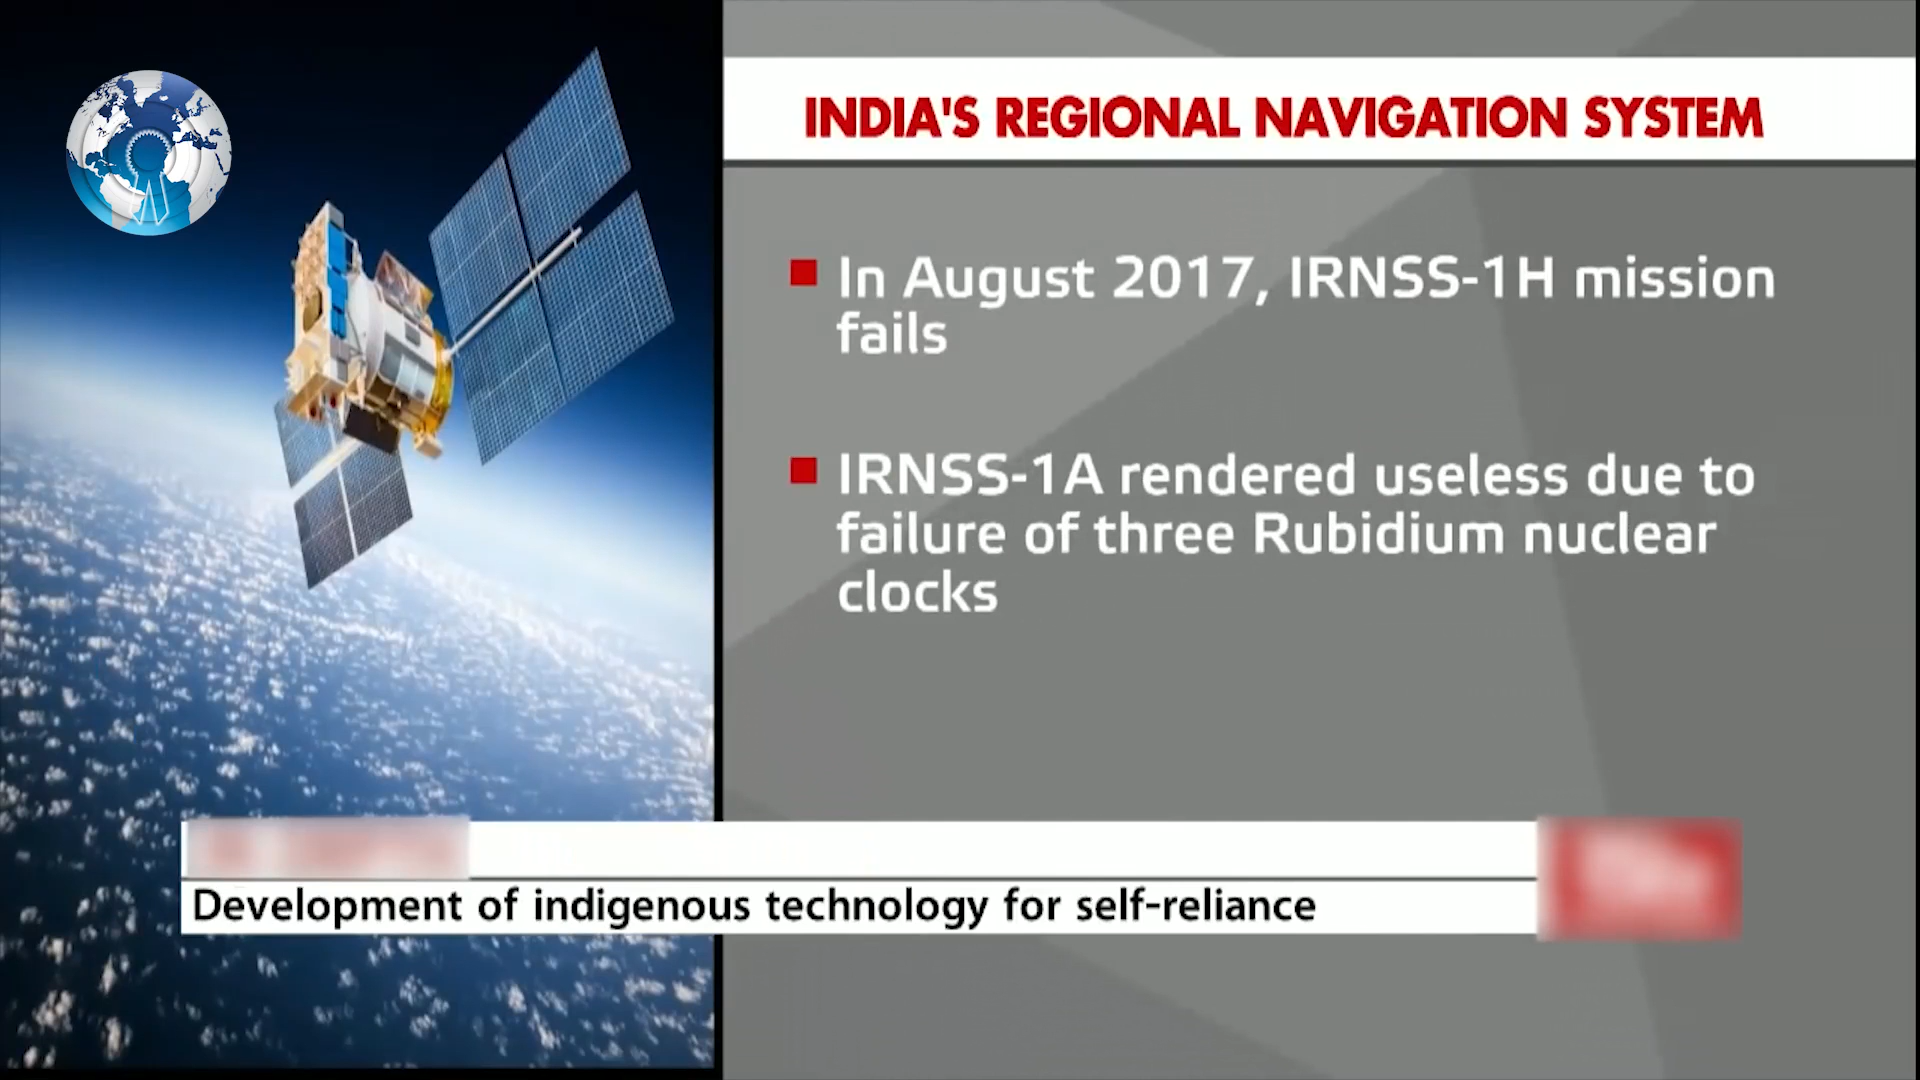 INDIA'S REGIONAL NAVIGATION SYSTEM
In August 2017, IRNSS-1H mission
fails
IRNSS-1A rendered useless due to
failure of three Rubidium nuclear
clocks
Development of indigenous technology for self-reliance